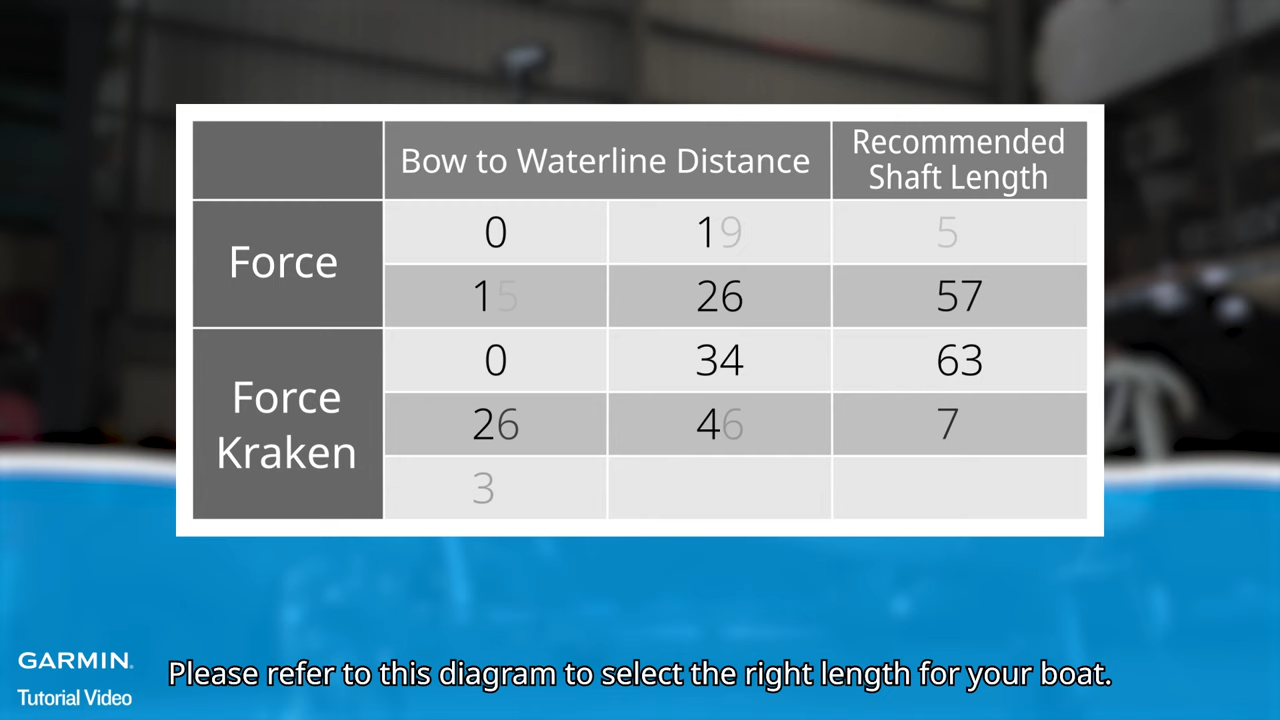 Bow to Waterline Distance
Recommended
Shaft Length
Force
0 19 5
15 26 57
Force
Kraken
0 34 63
26 46 7
3
GARMIN.
Tutorial Video
Please refer to this diagram to select the right length for your boat.